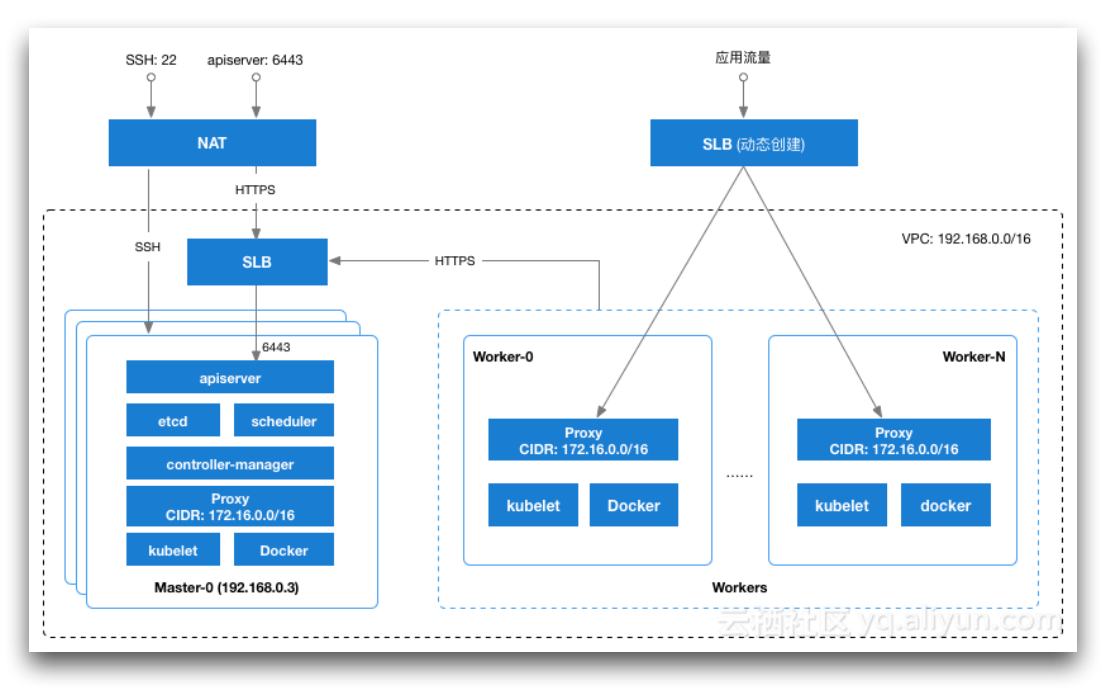 SSH: 22
apiserver: 6443
应用流量
NAT
SLB (动态创建)
HTTPS
SSH
VPC: 192.168.0.0/16
SLB
HTTPS
6443
apiserver
etcd
scheduler
controller-manager
Proxy
CIDR: 172.16.0.0/16
kubelet
Docker
Master-0 (192.168.0.3)
Worker-0
Proxy
CIDR: 172.16.0.0/16
kubelet
Docker
......
Worker-N
Proxy
CIDR: 172.16.0.0/16
kubelet
docker
Workers
云栖社区 yq.aliyun.com